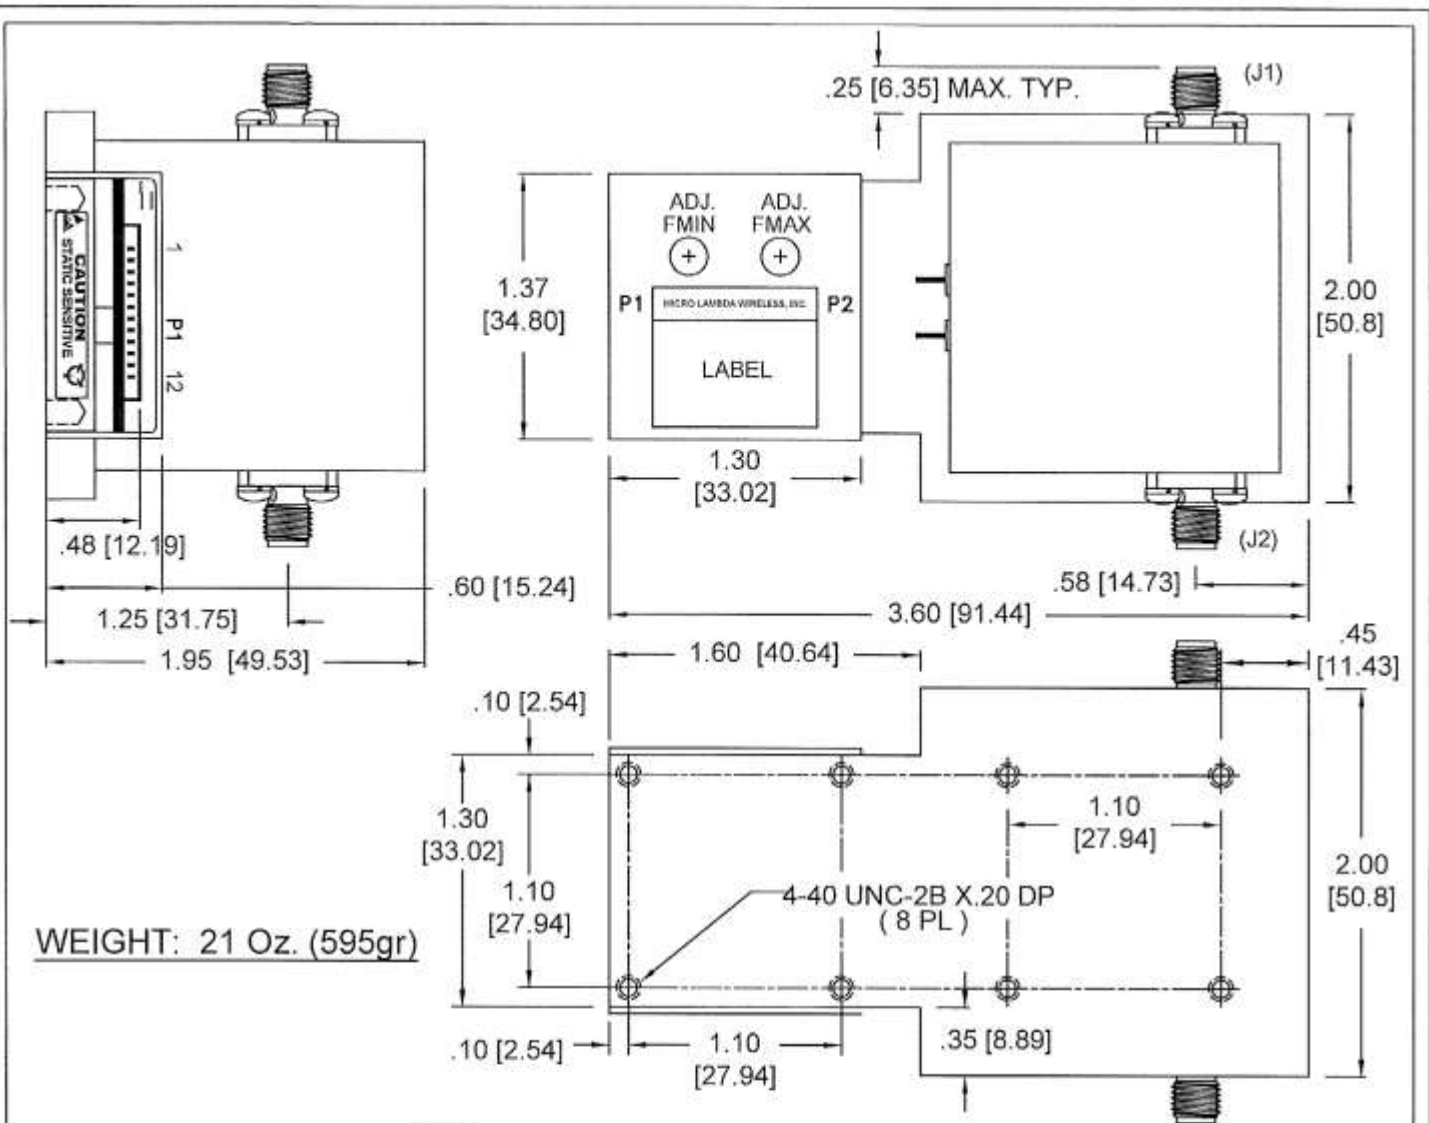 .25 [6.35] MAX. TYP.
(J1)
ADJ.
FMIN
ADJ.
FMAX
1
CAUTION
STATIC SENSITIVE
P1
12
1.37
[34.80]
P1
MICRO LAMBDA WIRELESS, INC.
P2
LABEL
2.00
[50.8]
1.30
[33.02]
.48 [12.19]
(J2)
.60 [15.24]
.58 [14.73]
1.25 [31.75]
3.60 [91.44]
1.95 [49.53]
1.60 [40.64]
.45
[11.43]
.10 [2.54]
1.30
[33.02]
1.10
[27.94]
1.10
[27.94]
2.00
[50.8]
4-40 UNC-2B X.20 DP
( 8 PL )
WEIGHT: 21 Oz. (595gr)
.10 [2.54]
1.10
[27.94]
.35 [8.89]